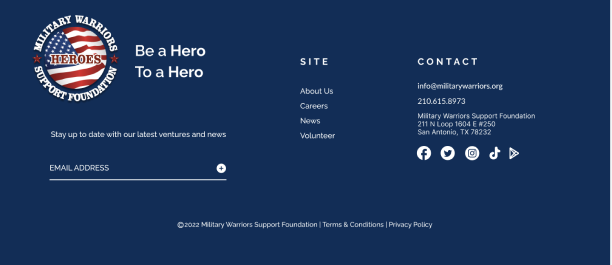 MILITARY WARRIORS
HEROES
SUPPORT FOUNDATION
Be a Hero
To a Hero
Stay up to date with our latest ventures and news
EMAIL ADDRESS
SITE
About Us
Careers
News
Volunteer
CONTACT
info@militarywarriors.org
210.615.8973
Military Warriors Support Foundation
211 N Loop 1604 E #250
San Antonio, TX 78232
©2022 Military Warriors Support Foundation | Terms & Conditions | Privacy Policy